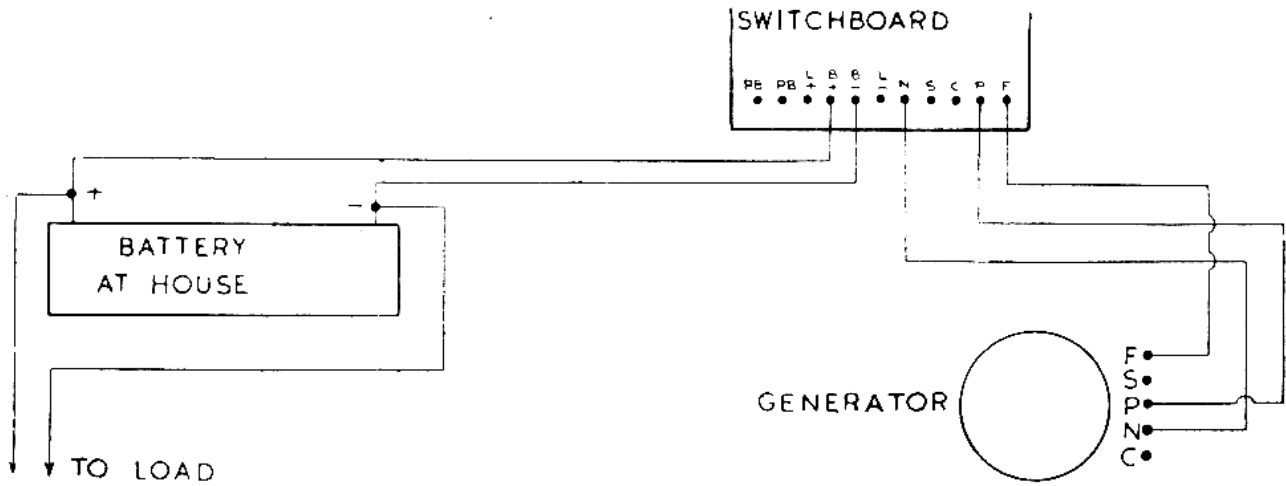 SWITCHBOARD
PB PB L+ B+ B- L- N S C P F
+
-
BATTERY
AT HOUSE
F
S
GENERATOR P
N
C
TO LOAD